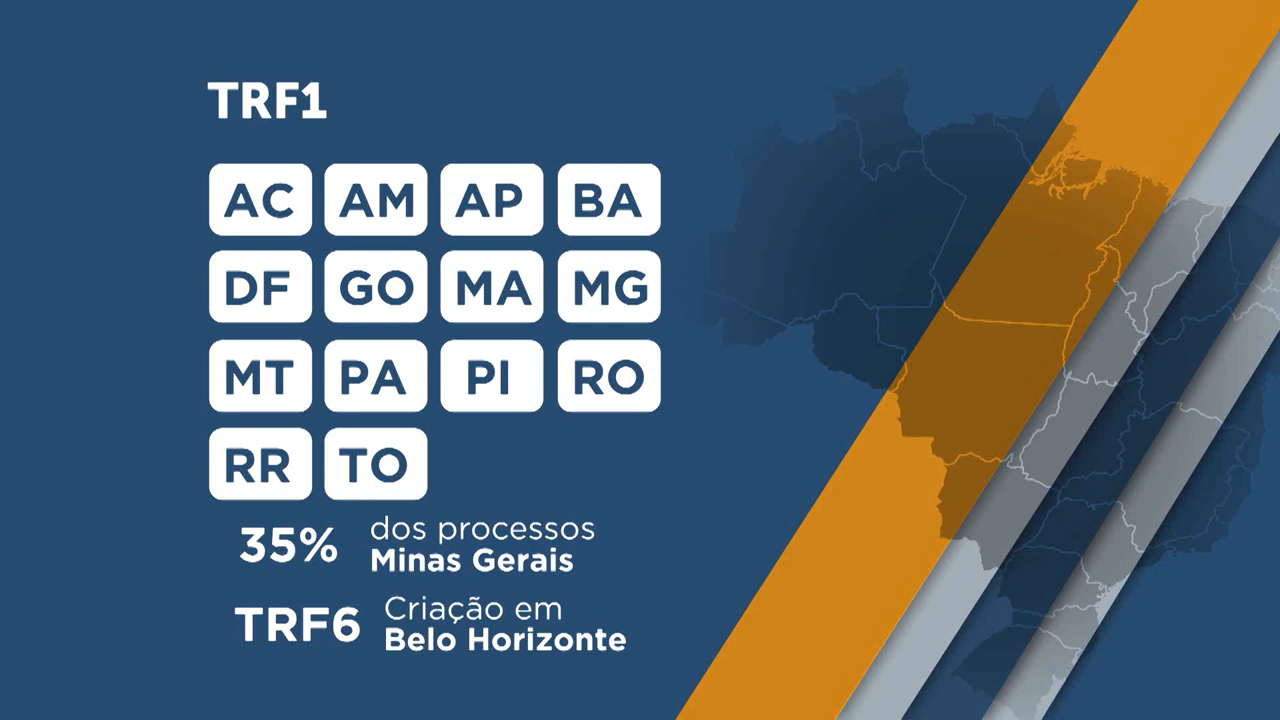 TRF1
AC AM AP BA
DF GO MA MG
MT PA PI RO
RR TO
35% dos processos
Minas Gerais
TRF6 Criação em
Belo Horizonte